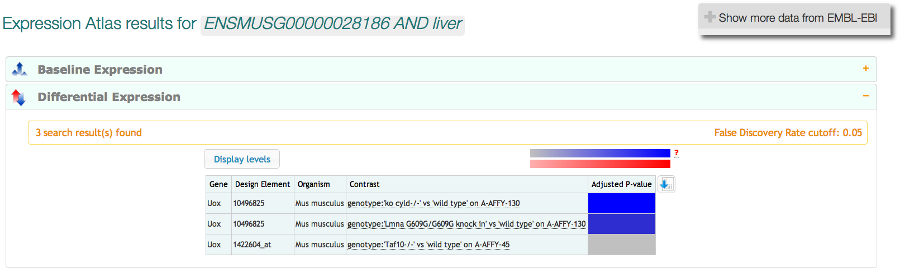 Expression Atlas results for ENSMUSG00000028186 AND liver
Show more data from EMBL-EBI
Baseline Expression +
Differential Expression −
3 search result(s) found False Discovery Rate cutoff: 0.05
Display levels ?
Gene Design Element Organism Contrast Adjusted P-value
Uox 10496825 Mus musculus genotype:'ko cyld-/-' vs 'wild type' on A-AFFY-130
Uox 10496825 Mus musculus genotype:'Lmna G609G/G609G knock in' vs 'wild type' on A-AFFY-130
Uox 1422604_at Mus musculus genotype:'Taf10-/-' vs 'wild type' on A-AFFY-45